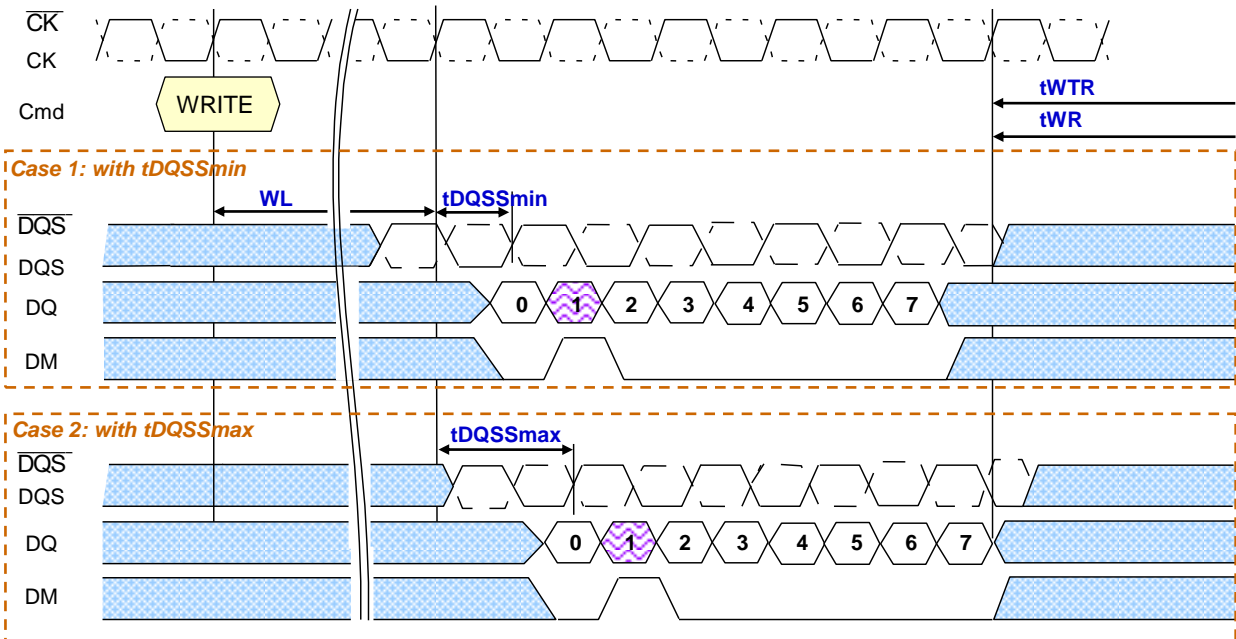 CK
CK
Cmd
WRITE
tWTR
tWR
Case 1: with tDQSSmin
WL
tDQSSmin
DQS
DQS
DQ
0 1 2 3 4 5 6 7
DM
Case 2: with tDQSSmax
tDQSSmax
DQS
DQS
DQ
0 1 2 3 4 5 6 7
DM